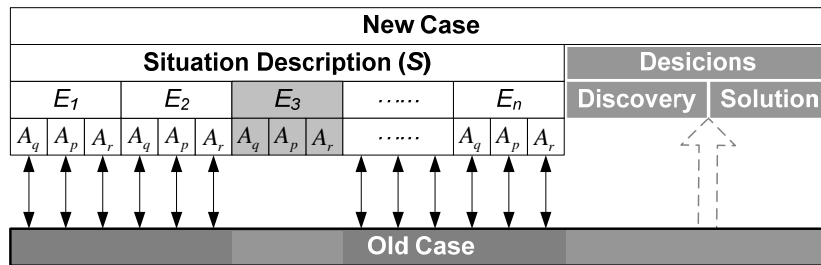 New Case
Situation Description (S) Desicions
E1 E2 E3 ...... En Discovery Solution
Aq Ap Ar Aq Ap Ar Aq Ap Ar ...... Aq Ap Ar
Old Case